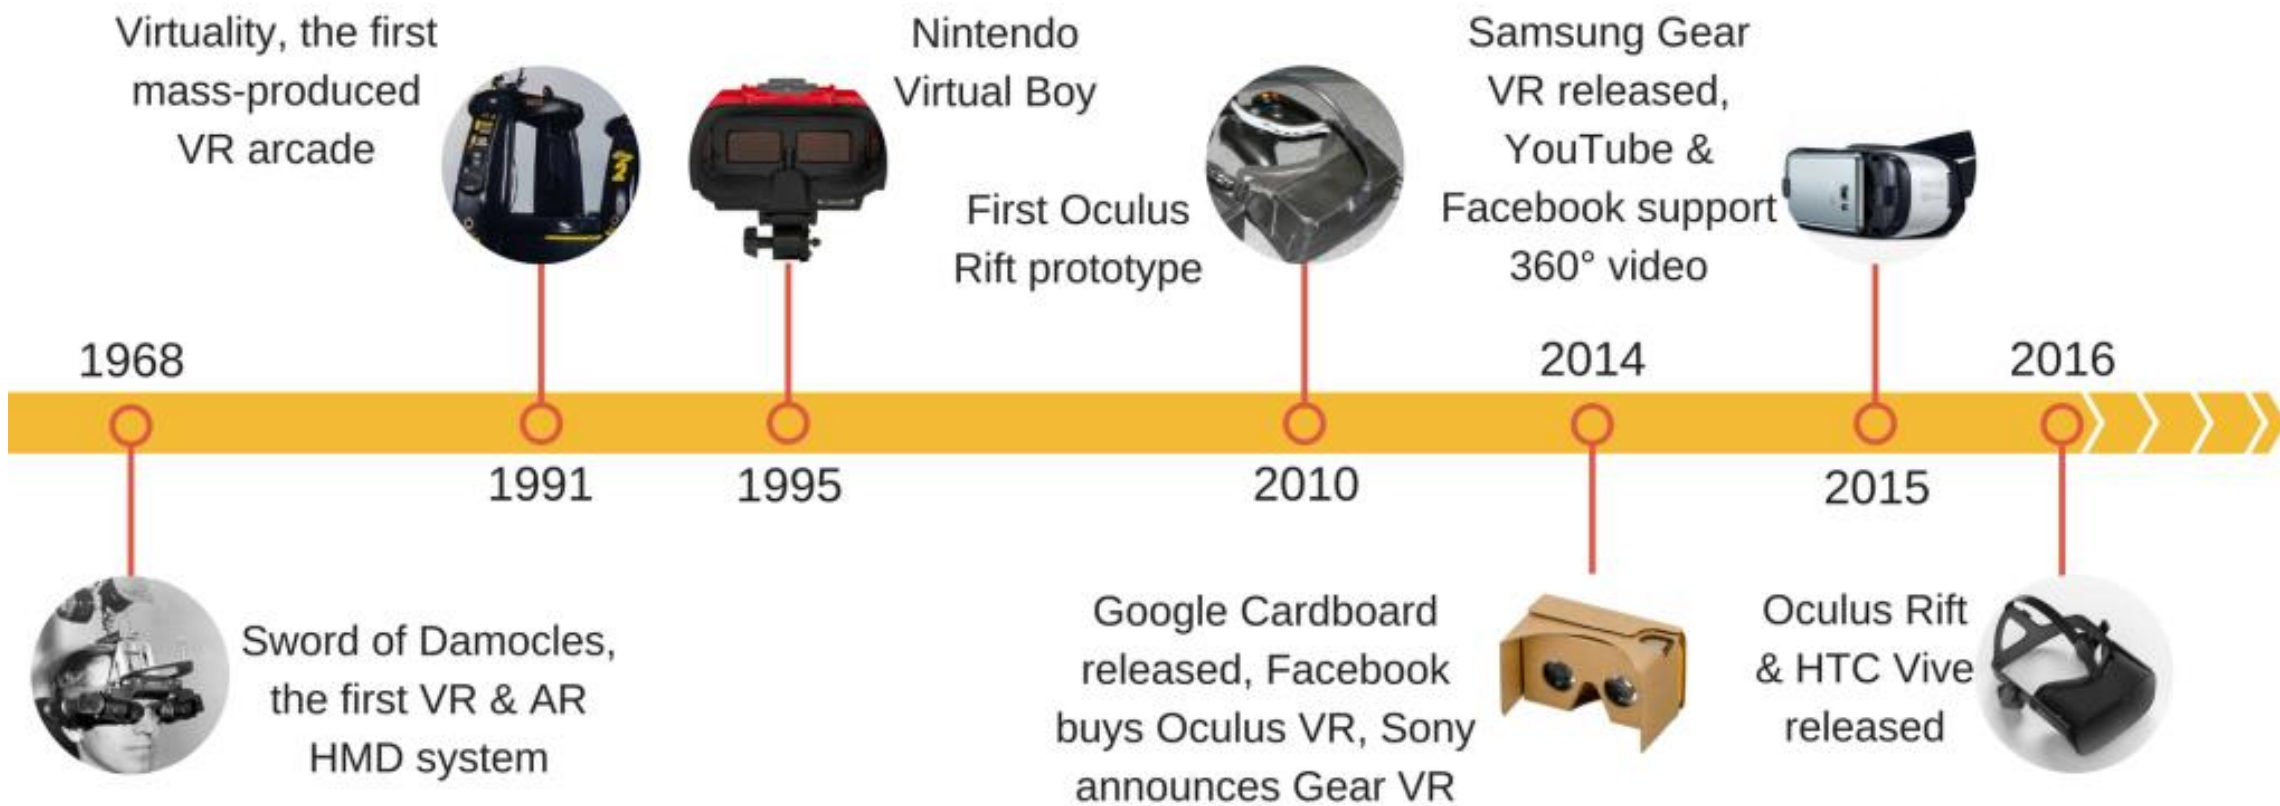 Virtuality, the first
mass-produced
VR arcade
Nintendo
Virtual Boy
First Oculus
Rift prototype
Samsung Gear
VR released,
YouTube &
Facebook support
360° video
1968
1991
1995
2010
2014
2015
2016
Sword of Damocles,
the first VR & AR
HMD system
Google Cardboard
released, Facebook
buys Oculus VR, Sony
announces Gear VR
Oculus Rift
& HTC Vive
released